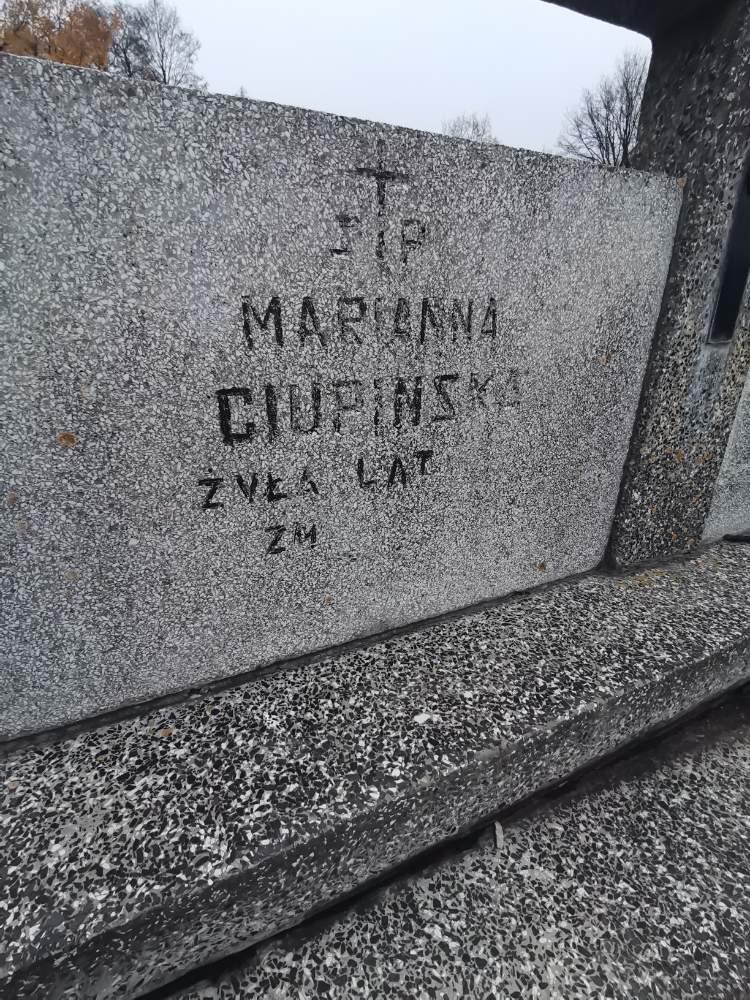 Ś P
MARIANNA
CIUPIŃSKA
ŻYŁA LAT
ZM